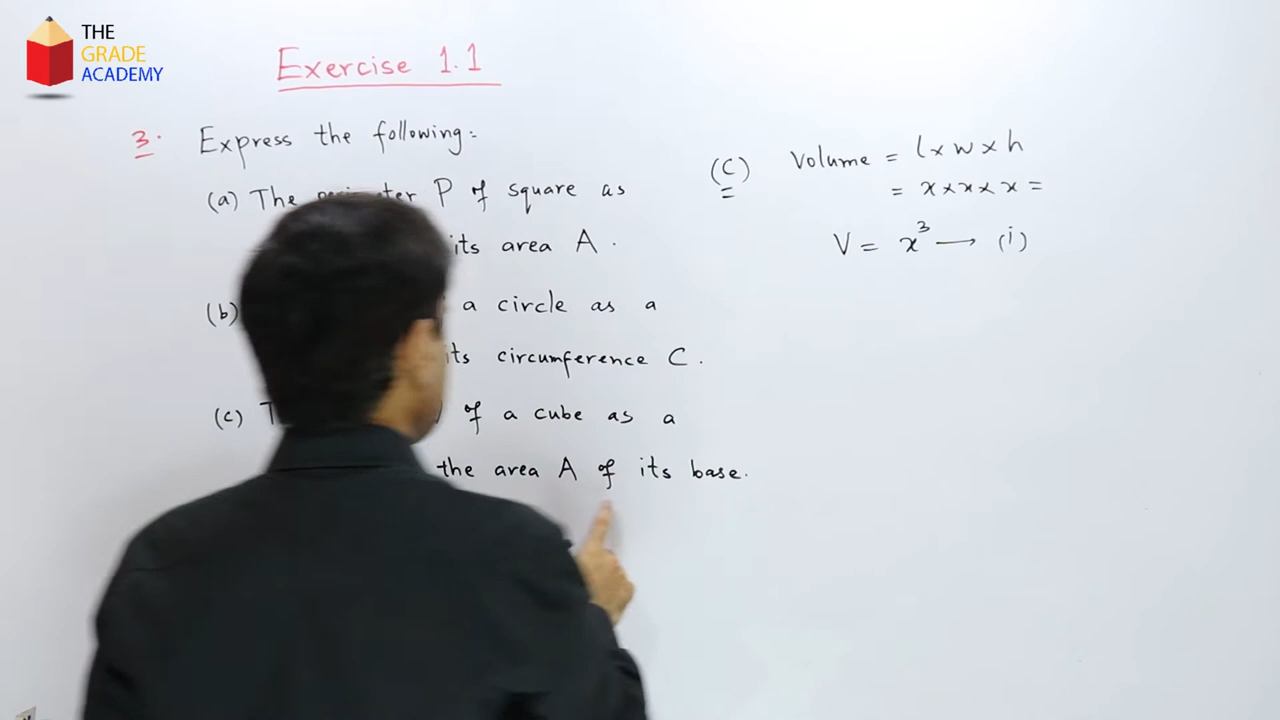 THE
GRADE
ACADEMY
Exercise 1.1
3. Express the following:
(a) The P of square as
its area A.
(b) a circle as a
its circumference C.
(c) of a cube as a
the area A of its base.
(C) Volume = l×w×h
= x×x×x =
V = x³ → (i)